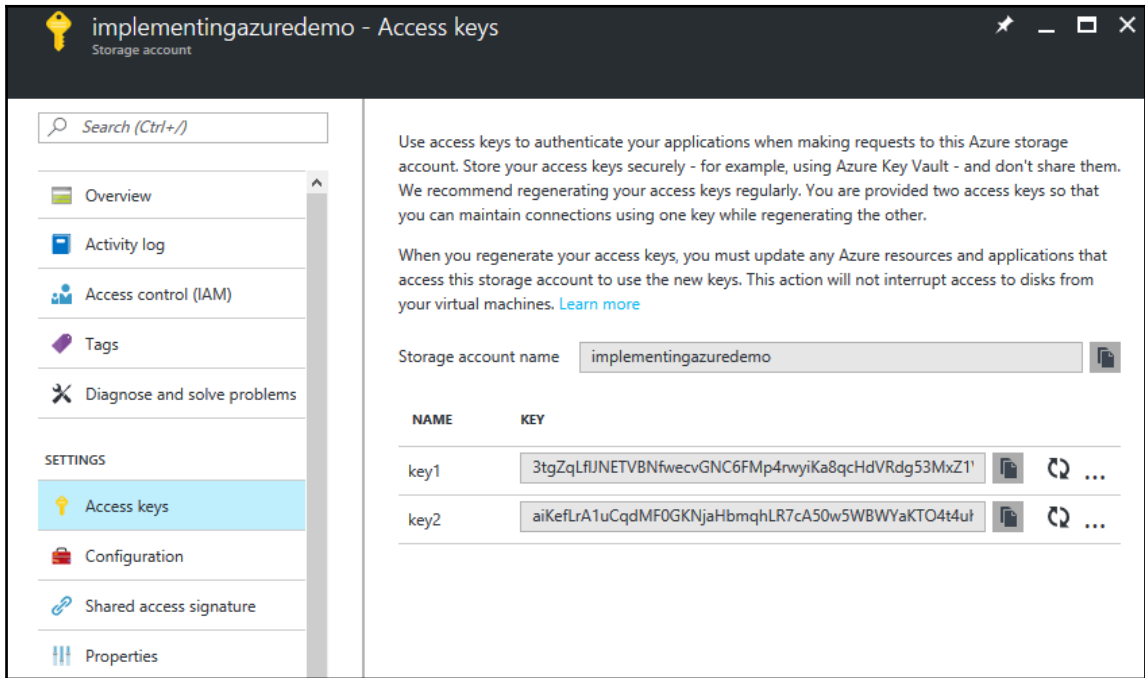 implementingazuredemo - Access keys
Storage account
Search (Ctrl+/)
Overview
Activity log
Access control (IAM)
Tags
Diagnose and solve problems
SETTINGS
Access keys
Configuration
Shared access signature
Properties
Use access keys to authenticate your applications when making requests to this Azure storage
account. Store your access keys securely - for example, using Azure Key Vault - and don't share them.
We recommend regenerating your access keys regularly. You are provided two access keys so that
you can maintain connections using one key while regenerating the other.
When you regenerate your access keys, you must update any Azure resources and applications that
access this storage account to use the new keys. This action will not interrupt access to disks from
your virtual machines. Learn more
Storage account name implementingazuredemo
NAME KEY
key1
key2